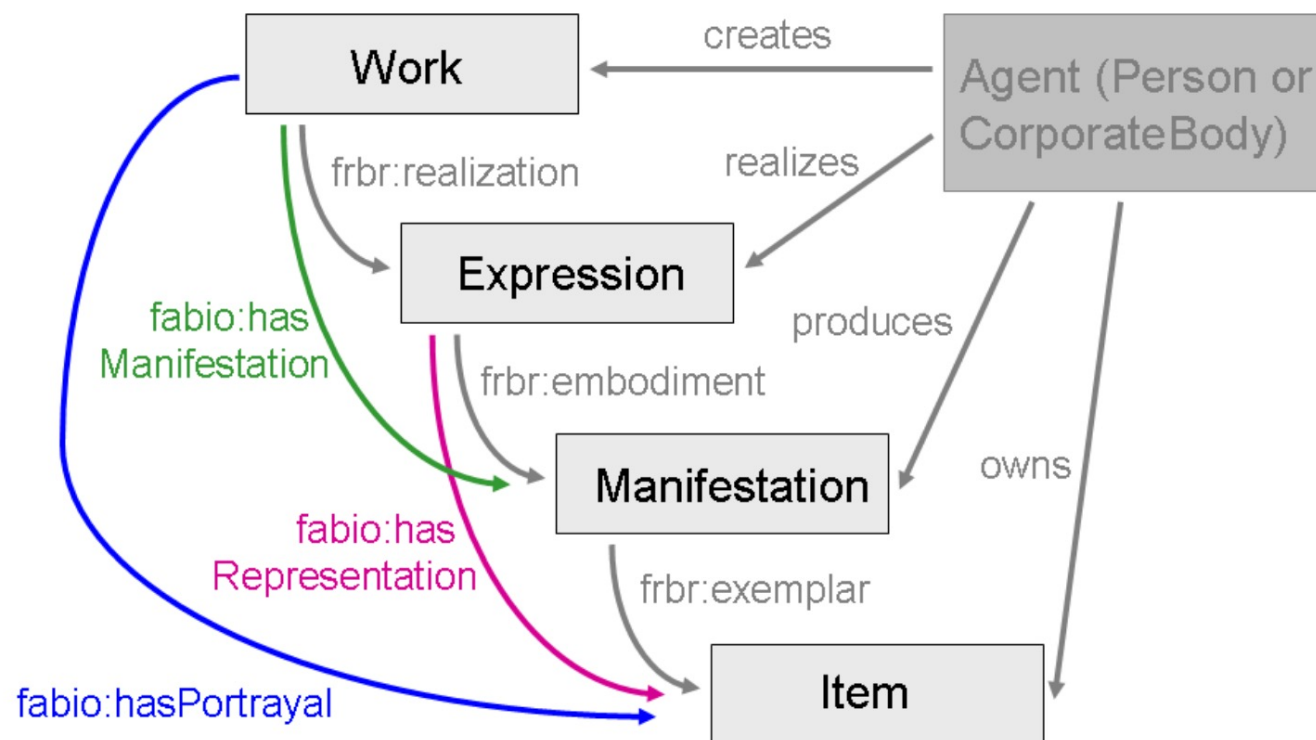 creates
Work
Agent (Person or
CorporateBody)
realizes
frbr:realization
Expression
fabio:has
Manifestation
produces
frbr:embodiment
owns
Manifestation
fabio:has
Representation
frbr:exemplar
Item
fabio:hasPortrayal